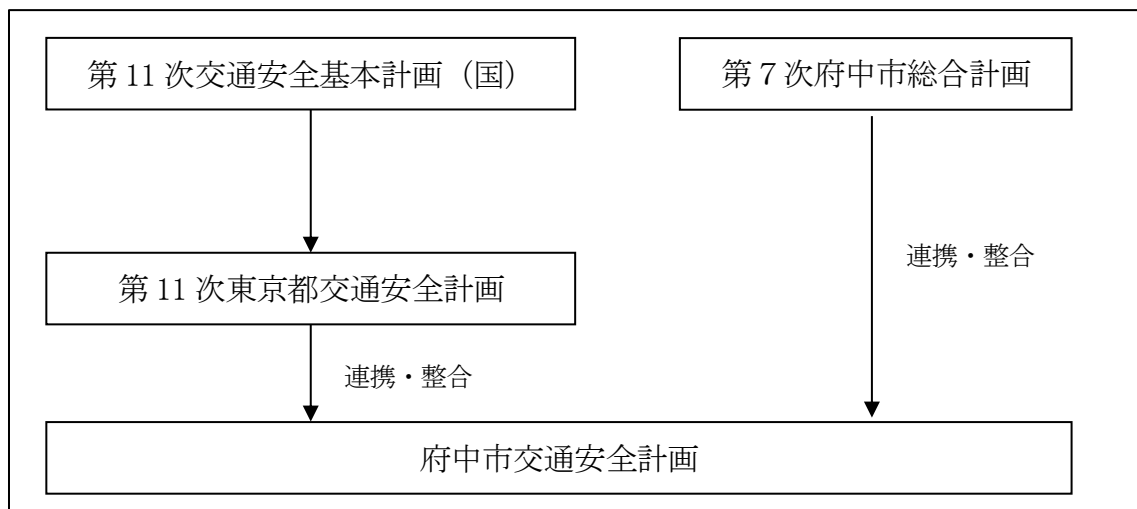 第11次交通安全基本計画（国）
第７次府中市総合計画
連携・整合
第11次東京都交通安全計画
連携・整合
府中市交通安全計画